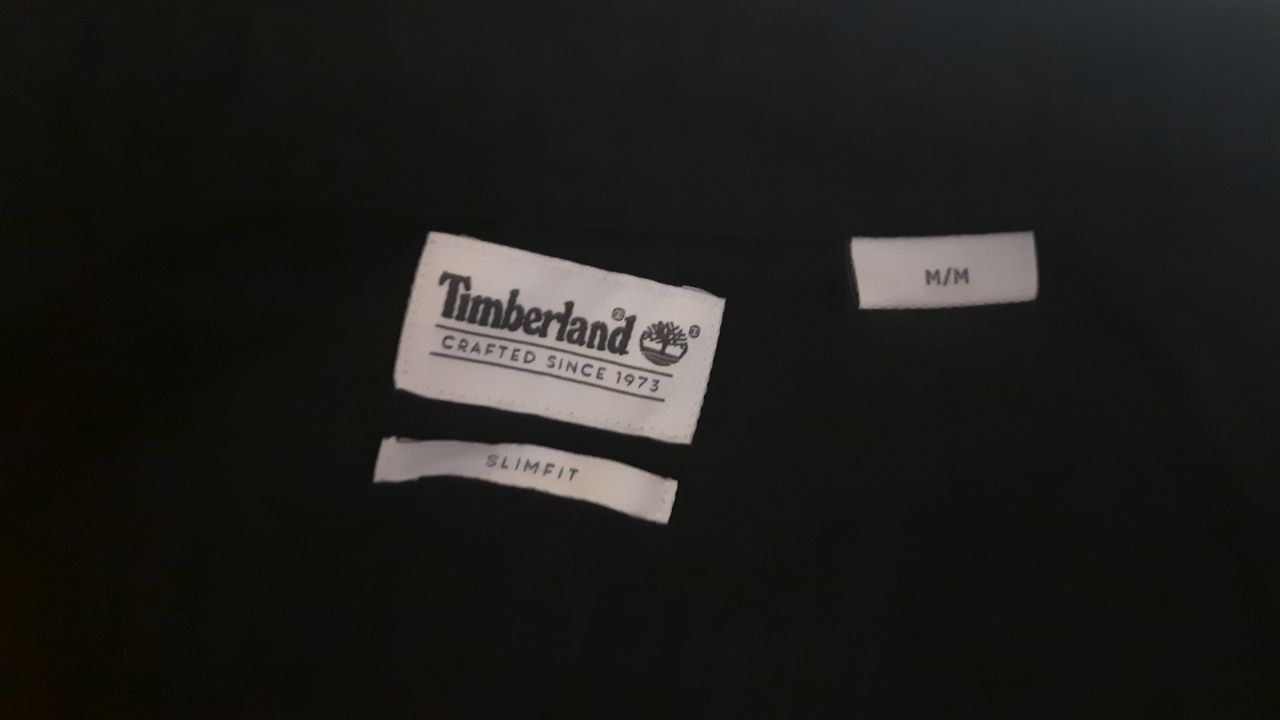 Timberland®
®
CRAFTED SINCE 1973
SLIMFIT
M/M